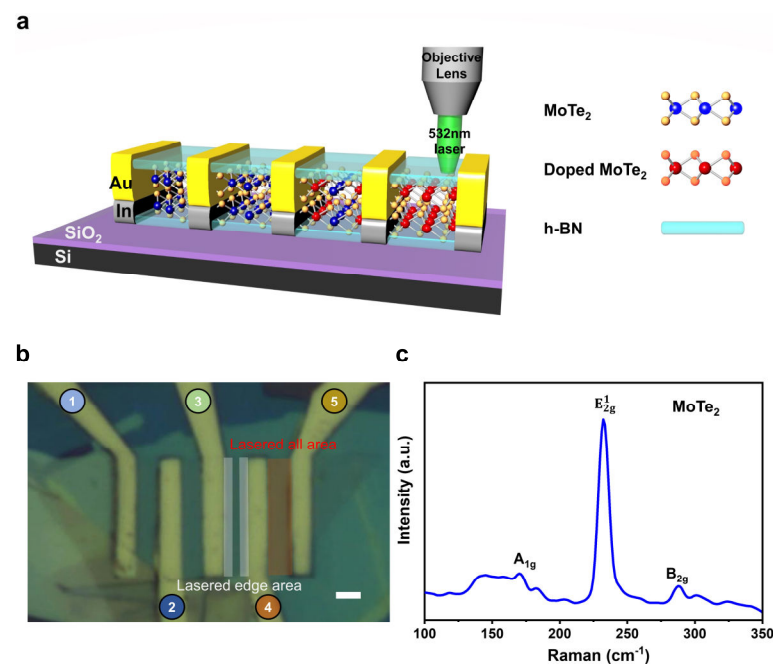 a
Objective
Lens
532nm
laser
Au
In
SiO₂
Si
MoTe₂
Doped MoTe₂
h-BN
b
1
3
5
Lasered all area
Lasered edge area
2
4
c
Intensity (a.u.)
E¹₂g
MoTe₂
A₁g
B₂g
100 150 200 250 300 350
Raman (cm⁻¹)